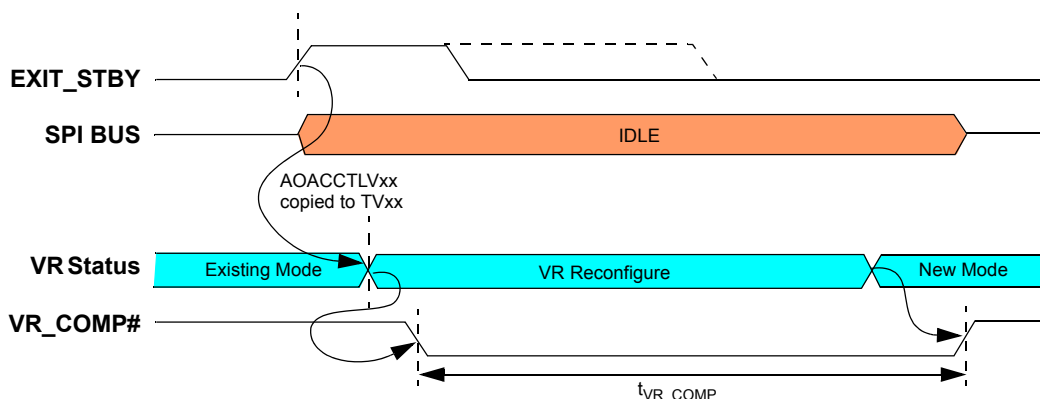 EXIT_STBY
SPI BUS
IDLE
AOACCTLVxx
copied to TVxx
VR Status
Existing Mode
VR Reconfigure
New Mode
VR_COMP#
tVR_COMP